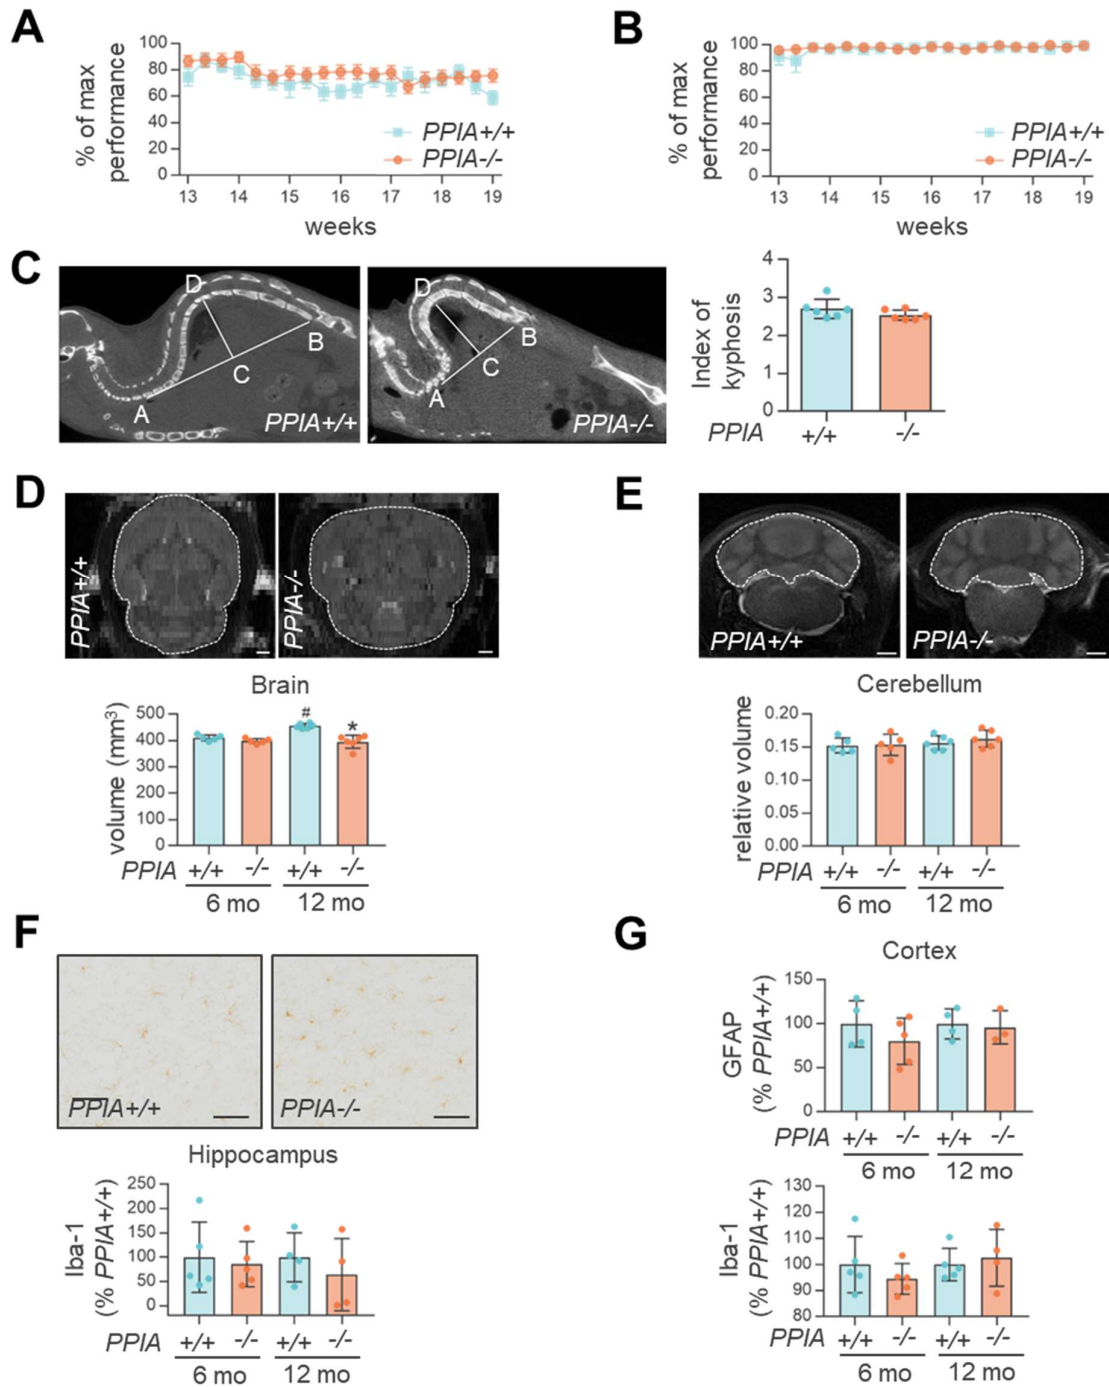 A
% of max
performance
100
80
60
40
20
0
13 14 15 16 17 18 19
weeks
PPIA+/+
PPIA-/-
B
% of max
performance
100
80
60
40
20
0
13 14 15 16 17 18 19
weeks
PPIA+/+
PPIA-/-
C
D
B
C
A
PPIA+/+
D
B
C
A
PPIA-/-
Index of
kyphosis
4
3
2
1
0
PPIA +/+ -/-
D
PPIA+/+
PPIA-/-
Brain
volume (mm³)
500
400
300
200
100
0
#
*
PPIA +/+ -/- +/+ -/-
6 mo 12 mo
E
PPIA+/+
PPIA-/-
Cerebellum
relative volume
0.20
0.15
0.10
0.05
0.00
PPIA +/+ -/- +/+ -/-
6 mo 12 mo
F
PPIA+/+
PPIA-/-
Hippocampus
Iba-1
(% PPIA+/+)
250
200
150
100
50
0
PPIA +/+ -/- +/+ -/-
6 mo 12 mo
G
Cortex
GFAP
(% PPIA+/+)
150
100
50
0
PPIA +/+ -/- +/+ -/-
6 mo 12 mo
Iba-1
(% PPIA+/+)
130
120
110
100
90
80
PPIA +/+ -/- +/+ -/-
6 mo 12 mo